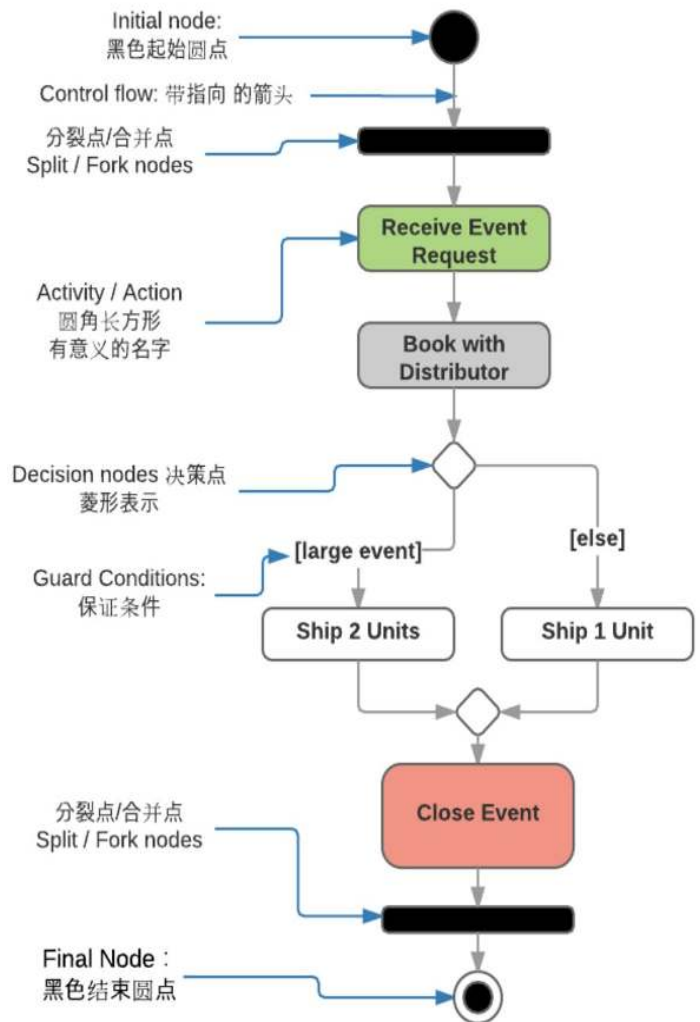 Initial node:
黑色起始圆点
Control flow: 带指向 的箭头
分裂点/合并点
Split / Fork nodes
Receive Event
Request
Activity / Action
圆角长方形
有意义的名字
Book with
Distributor
Decision nodes 决策点
菱形表示
[large event]
[else]
Guard Conditions:
保证条件
Ship 2 Units
Ship 1 Unit
分裂点/合并点
Split / Fork nodes
Close Event
Final Node :
黑色结束圆点